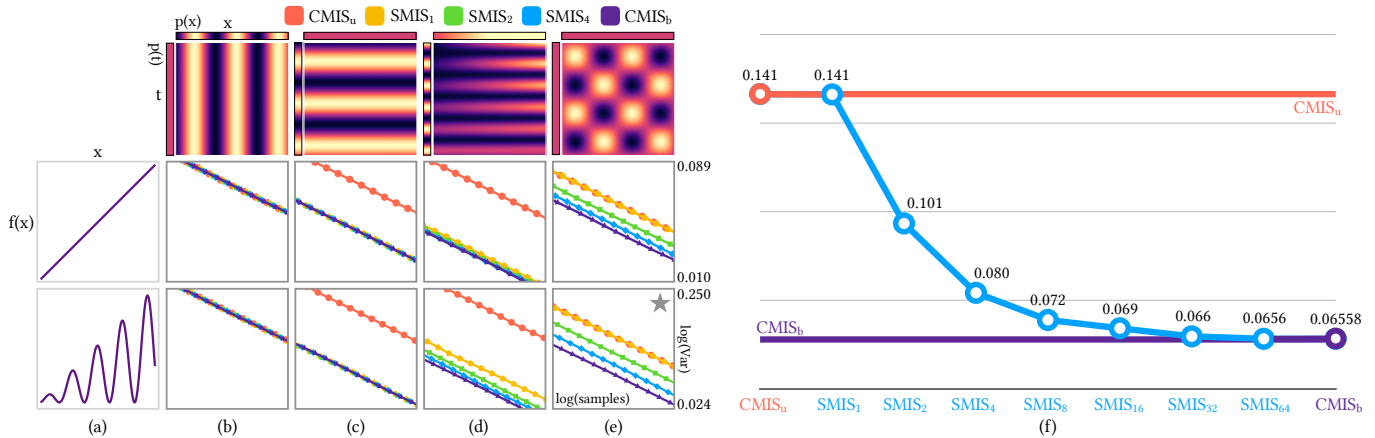 CMISu SMIS1 SMIS2 SMIS4 CMISb
p(x) x
p(t)
t
x
f(x)
0.089
0.010
0.250
log(Var)
log(samples)
0.024
(a) (b) (c) (d) (e)
0.141 0.141
CMISu
0.101
0.080
0.072
0.069
0.066
0.0656
0.06558
CMISb
CMISu SMIS1 SMIS2 SMIS4 SMIS8 SMIS16 SMIS32 SMIS64 CMISb
(f)